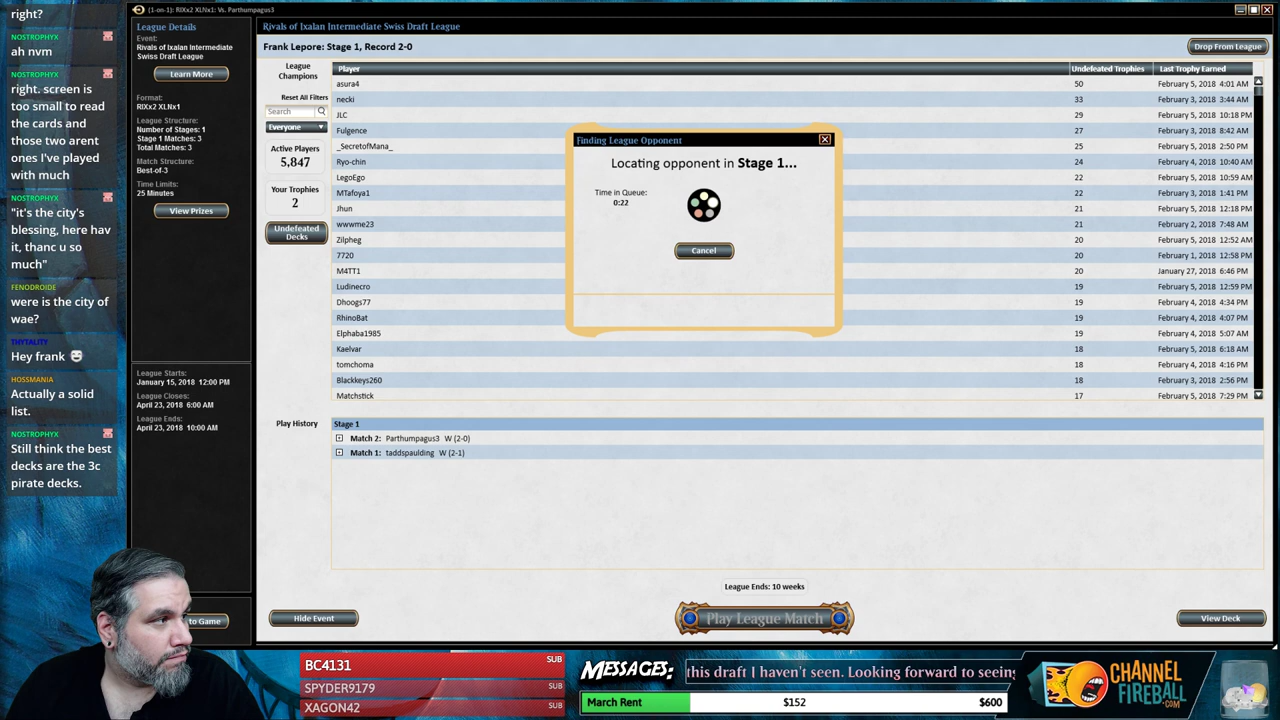 right?
NOSTROPHYX
ah nvm
NOSTROPHYX
right. screen is
too small to read
the cards and
those two arent
ones I've played
with much
NOSTROPHYX
"it's the city's
blessing, here hav
it, thanc u so
much"
FENODROIDE
were is the city of
wae?
TMYTALITY
Hey frank
HOSSMANIA
Actually a solid
list.
NOSTROPHYX
Still think the best
decks are the 3c
pirate decks.
(1-on-1): RIXx2 XLNx1: Vs. Parthumpagus3
League Details
Event:
Rivals of Ixalan Intermediate
Swiss Draft League
Learn More
Format:
RIXx2 XLNx1
League Structure:
Number of Stages: 1
Stage 1 Matches: 3
Total Matches: 3
Match Structure:
Best-of-3
Time Limits:
25 Minutes
View Prizes
League Starts:
January 15, 2018 12:00 PM
League Closes:
April 23, 2018 6:00 AM
League Ends:
April 23, 2018 10:00 AM
to Game
Rivals of Ixalan Intermediate Swiss Draft League
Frank Lepore: Stage 1, Record 2-0
Drop From League
League
Champions
Reset All Filters
Search
Everyone
Active Players
5,847
Your Trophies
2
Undefeated
Decks
Player Undefeated Trophies Last Trophy Earned
asura4 50 February 5, 2018 4:01 AM
necki 33 February 3, 2018 3:44 AM
JLC 29 February 5, 2018 10:18 PM
Fulgence 27 February 3, 2018 8:42 AM
_SecretofMana_ 25 February 5, 2018 2:50 PM
Ryo-chin 24 February 4, 2018 10:40 AM
LegoEgo 22 February 5, 2018 10:59 AM
MTafoya1 22 February 3, 2018 1:41 PM
Jhun 21 February 5, 2018 12:18 PM
wwwme23 21 February 2, 2018 7:48 AM
Zilpheg 20 February 5, 2018 12:52 AM
7720 20 February 1, 2018 12:58 PM
M4TT1 20 January 27, 2018 6:46 PM
Ludinecro 19 February 5, 2018 12:59 PM
Dhoogs77 19 February 4, 2018 4:34 PM
RhinoBat 19 February 4, 2018 4:07 PM
Elphaba1985 19 February 4, 2018 5:07 AM
Kaelvar 18 February 5, 2018 6:18 AM
tomchoma 18 February 4, 2018 4:16 PM
Blackkeys260 18 February 3, 2018 2:56 PM
Matchstick 17 February 5, 2018 7:29 PM
Finding League Opponent
Locating opponent in Stage 1...
Time in Queue:
0:22
Cancel
Play History
Stage 1
Match 2: Parthumpagus3 W (2-0)
Match 1: taddspaulding W (2-1)
League Ends: 10 weeks
Hide Event
Play League Match
View Deck
BC4131 SUB
SPYDER9179 SUB
XAGON42 SUB
MESSAGES:
this draft I haven't seen. Looking forward to seeing
March Rent $152 $600
CHANNEL
FIREBALL
.COM